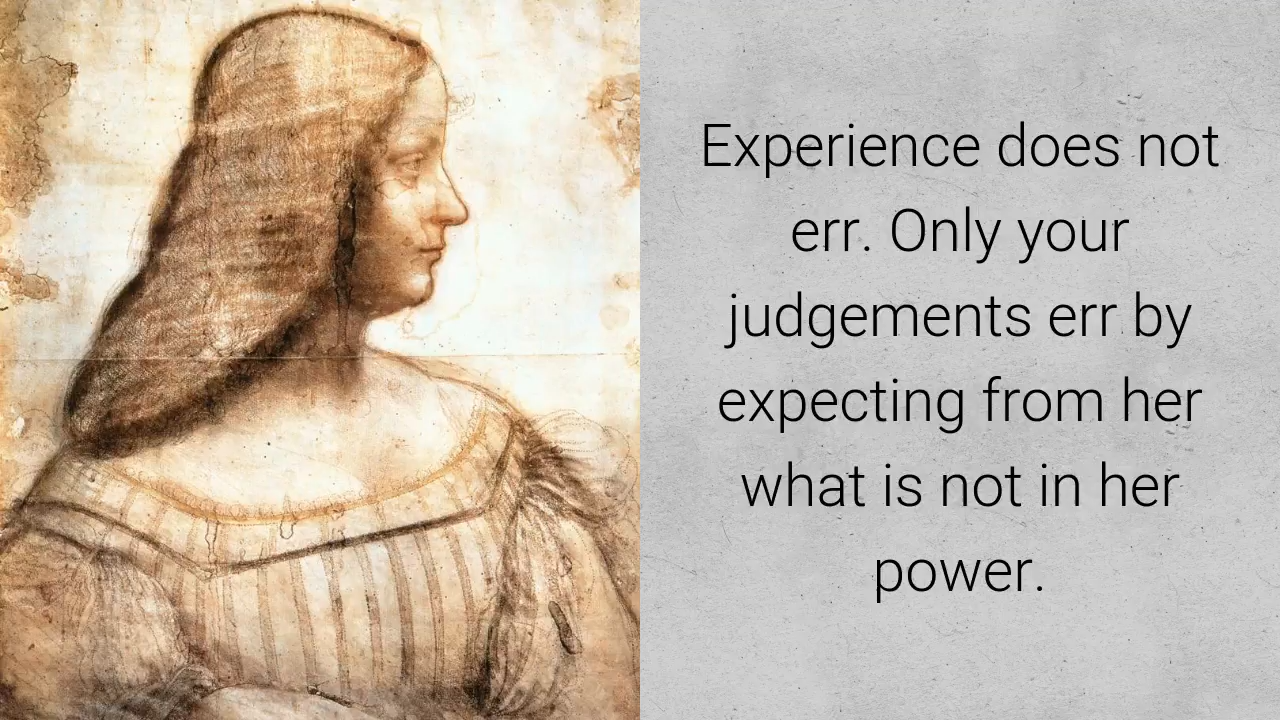 Experience does not
err. Only your
judgements err by
expecting from her
what is not in her
power.